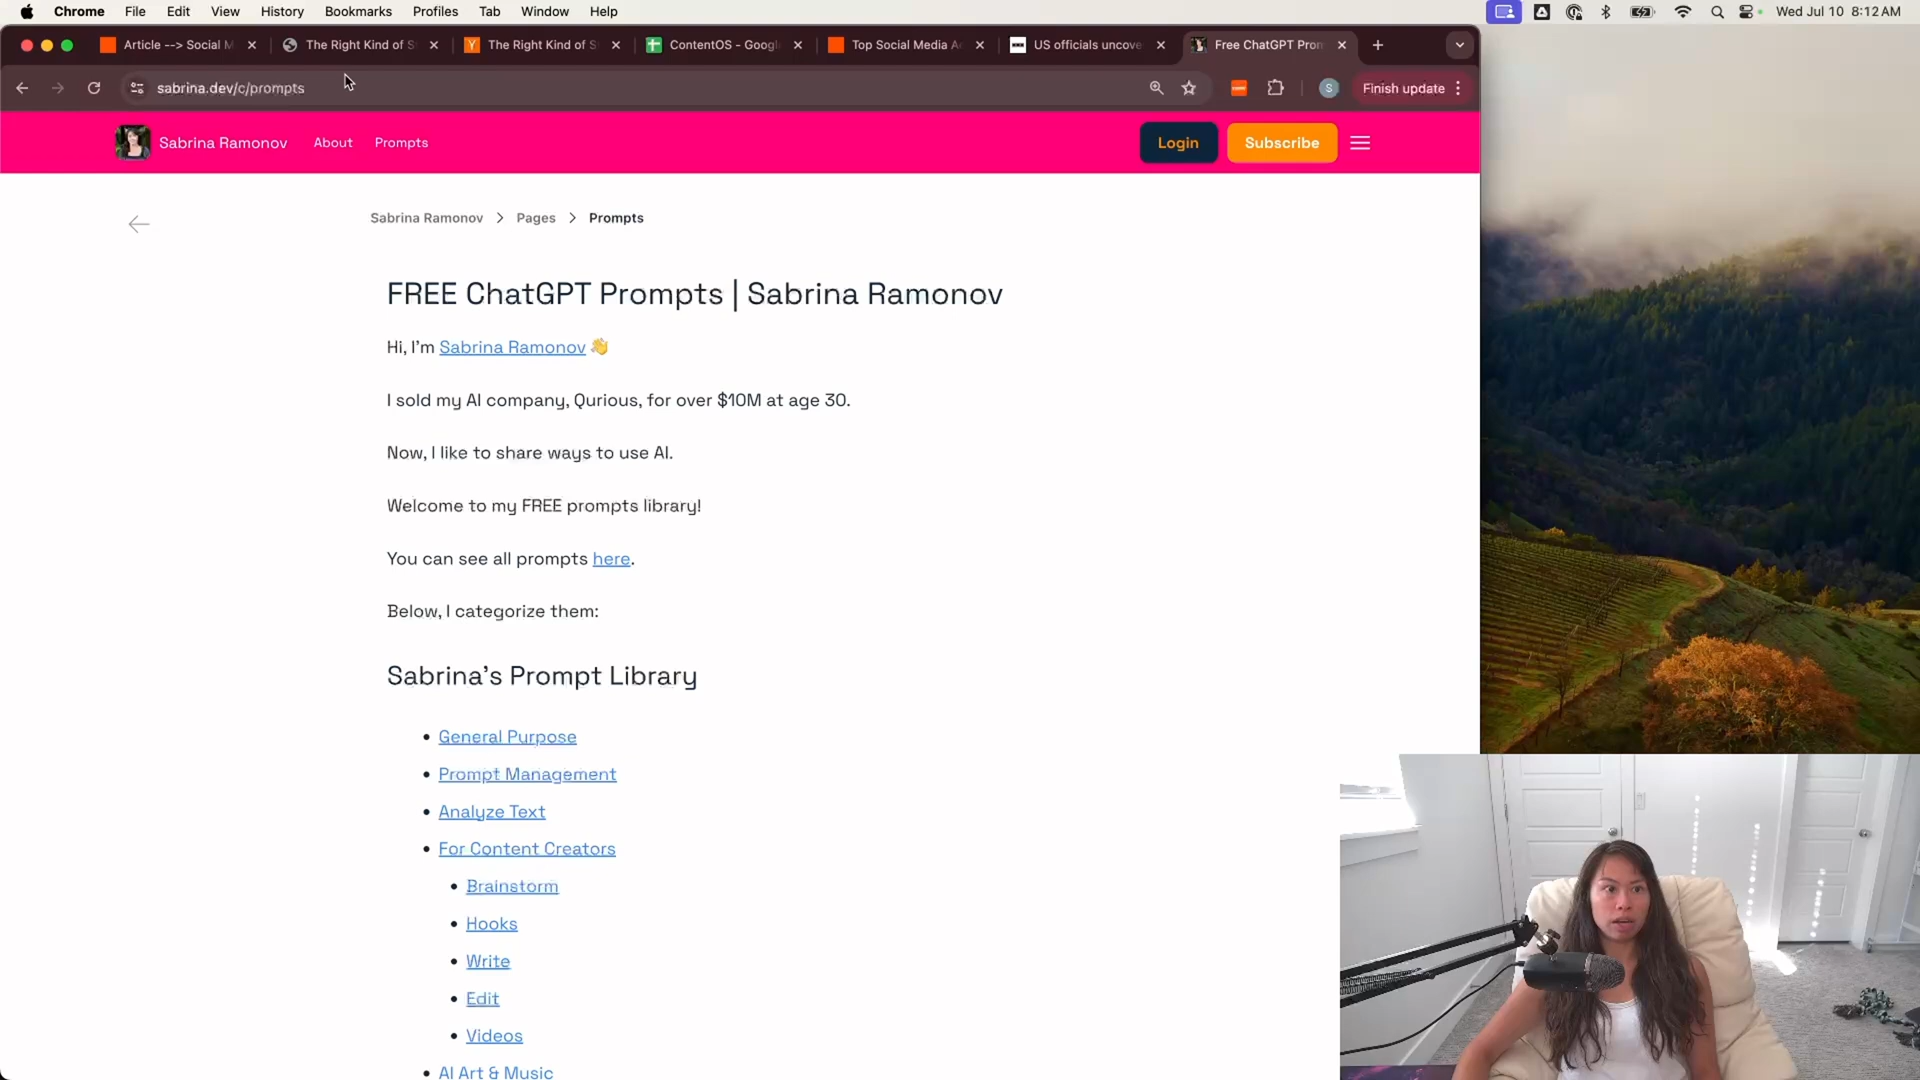 Chrome File Edit View History Bookmarks Profiles Tab Window Help Wed Jul 10 8:12 AM
Article --> Social M The Right Kind of S The Right Kind of S ContentOS - Google Top Social Media A US officials uncove Free ChatGPT Pron
sabrina.dev/c/prompts S Finish update
Sabrina Ramonov About Prompts Login Subscribe
Sabrina Ramonov > Pages > Prompts
FREE ChatGPT Prompts | Sabrina Ramonov
Hi, I'm Sabrina Ramonov 👋
I sold my AI company, Qurious, for over $10M at age 30.
Now, I like to share ways to use AI.
Welcome to my FREE prompts library!
You can see all prompts here.
Below, I categorize them:
Sabrina's Prompt Library
• General Purpose
• Prompt Management
• Analyze Text
• For Content Creators
• Brainstorm
• Hooks
• Write
• Edit
• Videos
• AI Art & Music